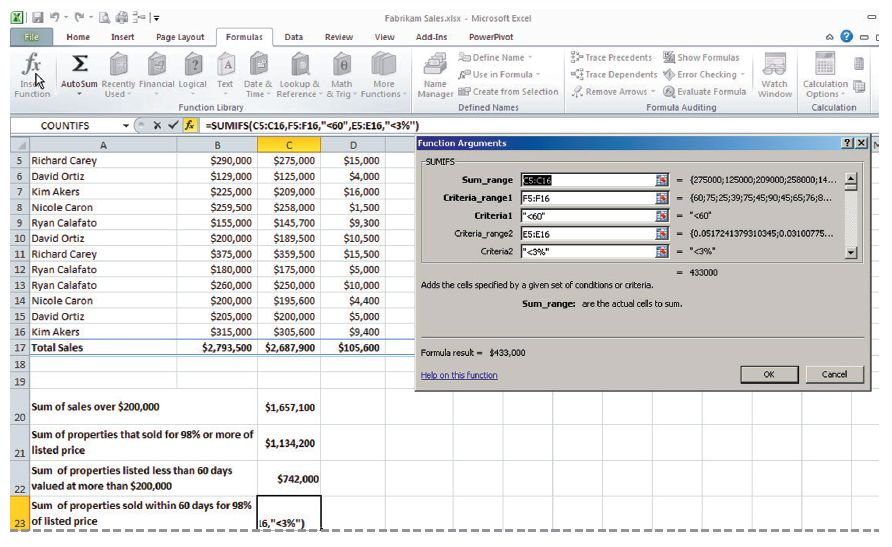 Fabrikam Sales.xlsx - Microsoft Excel
File Home Insert Page Layout Formulas Data Review View Add-Ins PowerPivot
Insert Function
AutoSum
Recently Used
Financial
Logical
Text
Date & Time
Lookup & Reference
Math & Trig
More Functions
Function Library
Name Manager
Define Name
Use in Formula
Create from Selection
Defined Names
Trace Precedents
Trace Dependents
Remove Arrows
Show Formulas
Error Checking
Evaluate Formula
Formula Auditing
Watch Window
Calculation Options
Calculation
COUNTIFS fx =SUMIFS(C5:C16,F5:F16,"<60",E5:E16,"<3%")
A B C D
5 Richard Carey $290,000 $275,000 $15,000
6 David Ortiz $129,000 $125,000 $4,000
7 Kim Akers $225,000 $209,000 $16,000
8 Nicole Caron $259,500 $258,000 $1,500
9 Ryan Calafato $155,000 $145,700 $9,300
10 David Ortiz $200,000 $189,500 $10,500
11 Richard Carey $375,000 $359,500 $15,500
12 Ryan Calafato $180,000 $175,000 $5,000
13 Ryan Calafato $260,000 $250,000 $10,000
14 Nicole Caron $200,000 $195,600 $4,400
15 David Ortiz $205,000 $200,000 $5,000
16 Kim Akers $315,000 $305,600 $9,400
17 Total Sales $2,793,500 $2,687,900 $105,600
18
19
20 Sum of sales over $200,000 $1,657,100
Sum of properties that sold for 98% or more of
21 listed price $1,134,200
Sum of properties listed less than 60 days
22 valued at more than $200,000 $742,000
Sum of properties sold within 60 days for 98%
23 of listed price 16,"<3%")
Function Arguments
SUMIFS
Sum_range C5:C16 = {275000;125000;209000;258000;14...
Criteria_range1 F5:F16 = {60;75;25;39;75;45;90;45;65;76;8...
Criteria1 "<60" = "<60"
Criteria_range2 E5:E16 = {0.0517241379310345;0.03100775...
Criteria2 "<3%" = "<3%"
= 433000
Adds the cells specified by a given set of conditions or criteria.
Sum_range: are the actual cells to sum.
Formula result = $433,000
Help on this function
OK Cancel